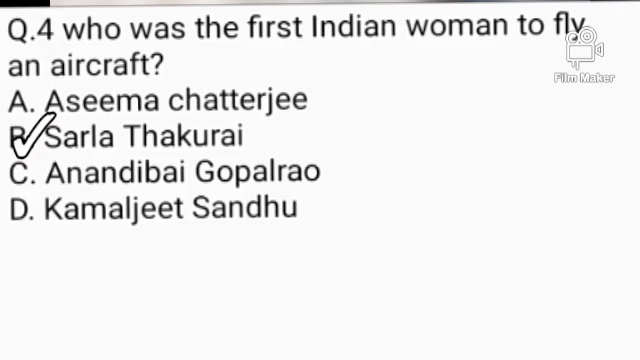 Q.4 who was the first Indian woman to fly
an aircraft?
A. Aseema chatterjee
B. Sarla Thakurai
C. Anandibai Gopalrao
D. Kamaljeet Sandhu
Film Maker